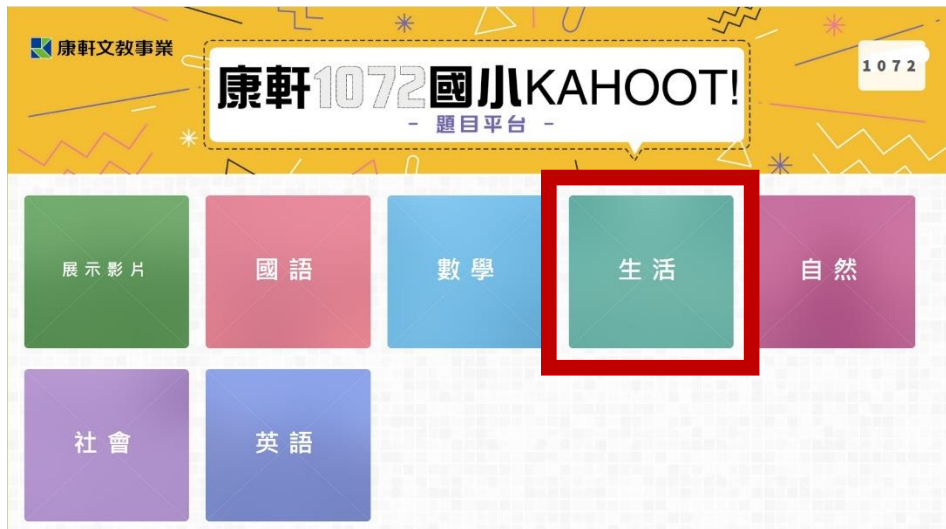 康軒文教事業
康軒1072國小KAHOOT!
- 題目平台 -
1072
展示影片
國語
數學
生活
自然
社會
英語